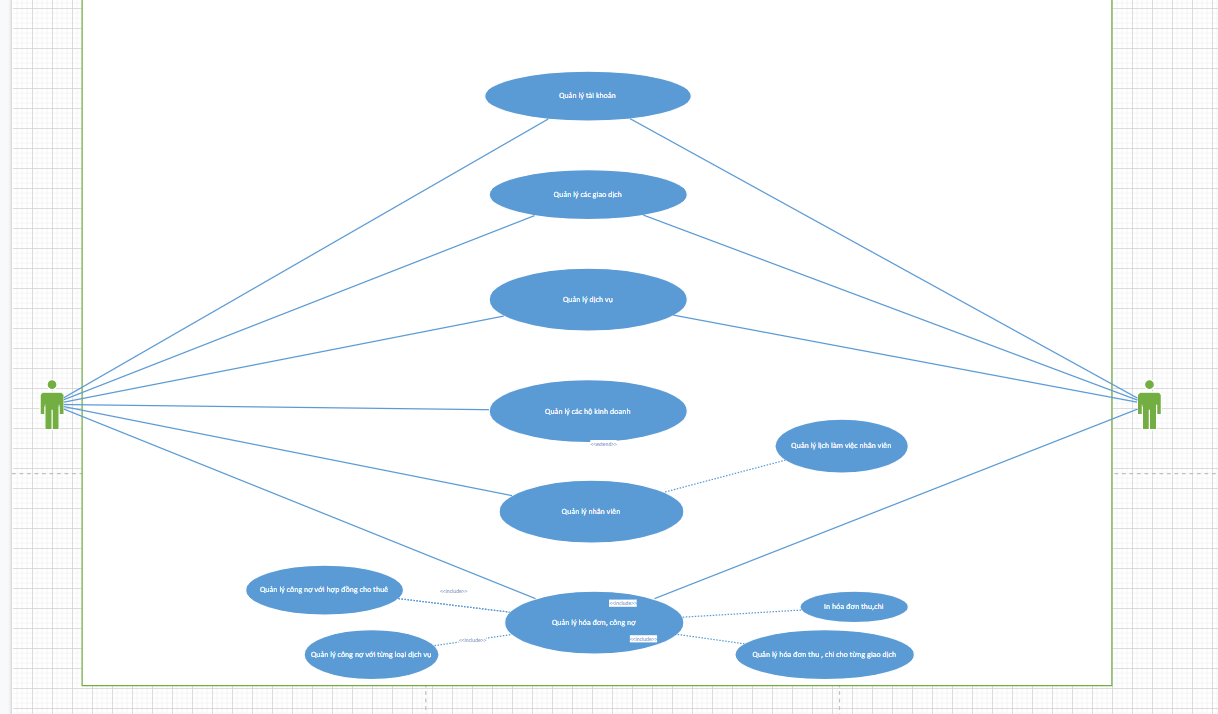 Quản lý tài khoản
Quản lý các giao dịch
Quản lý dịch vụ
Quản lý các hộ kinh doanh
<<extend>>
Quản lý lịch làm việc nhân viên
Quản lý nhân viên
Quản lý công nợ với hợp đồng cho thuê
<<include>>
<<include>>
In hóa đơn thu,chi
Quản lý hóa đơn, công nợ
<<include>>
<<include>>
Quản lý công nợ với từng loại dịch vụ
Quản lý hóa đơn thu , chi cho từng giao dịch